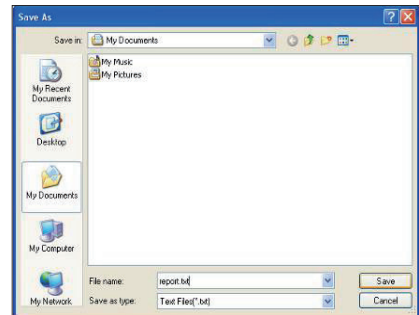 Save As
Save in: My Documents
My Music
My Pictures
My Recent
Documents
Desktop
My Documents
My Computer
My Network
File name: report.txt Save
Save as type: Text Files(*.txt) Cancel